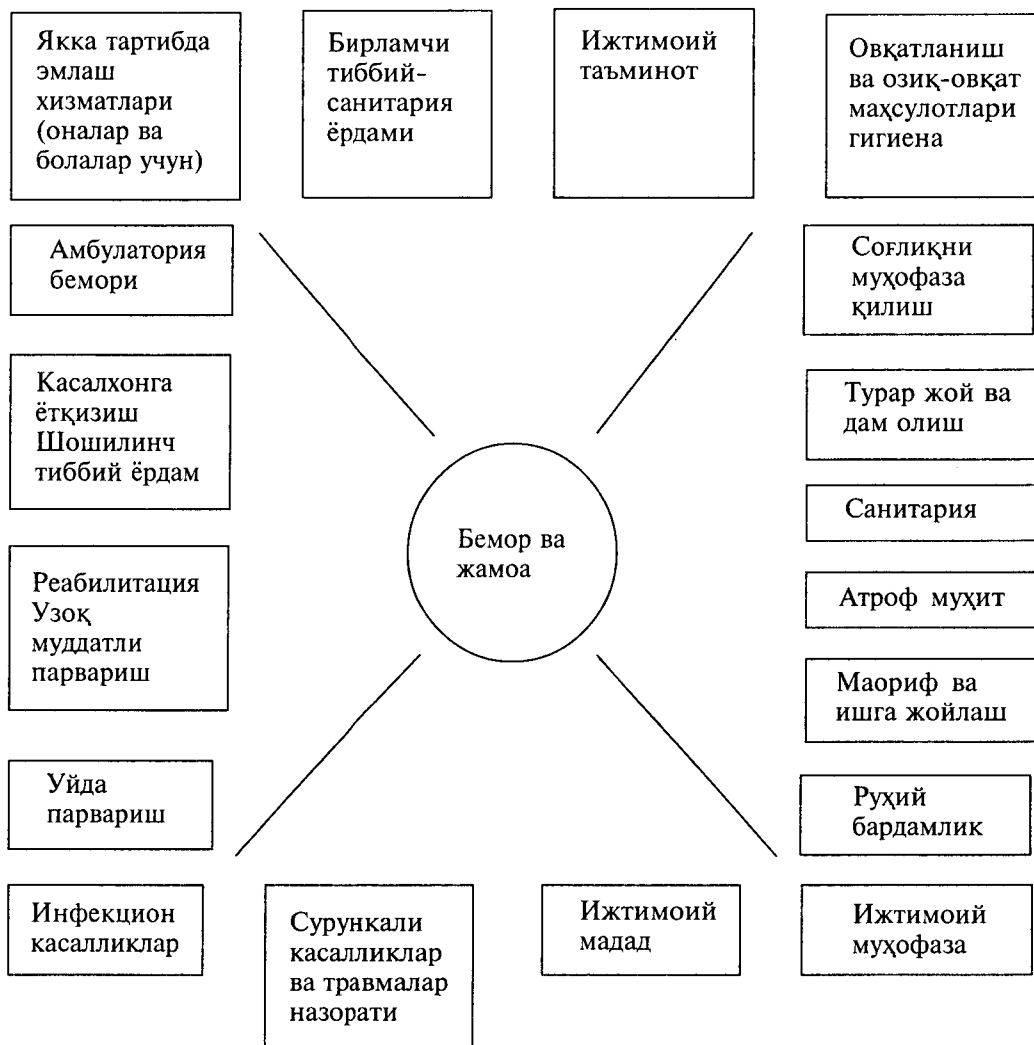 Якка тартибда
эмлаш
хизматлари
(оналар ва
болалар учун)
Бирламчи
тиббий-
санитария
ёрдами
Ижтимоий
таъминот
Овқатланиш
ва озиқ-овқат
маҳсулотлари
гигиена
Амбулатория
бемори
Соғлиқни
муҳофаза
қилиш
Касалхонга
ётқизиш
Шошилинч
тиббий ёрдам
Турар жой ва
дам олиш
Санитария
Бемор ва
жамоа
Реабилитация
Узоқ
муддатли
парвариш
Атроф муҳит
Маориф ва
ишга жойлаш
Уйда
парвариш
Руҳий
бардамлик
Инфекцион
касалликлар
Сурункали
касалликлар
ва травмалар
назорати
Ижтимоий
мадад
Ижтимоий
муҳофаза